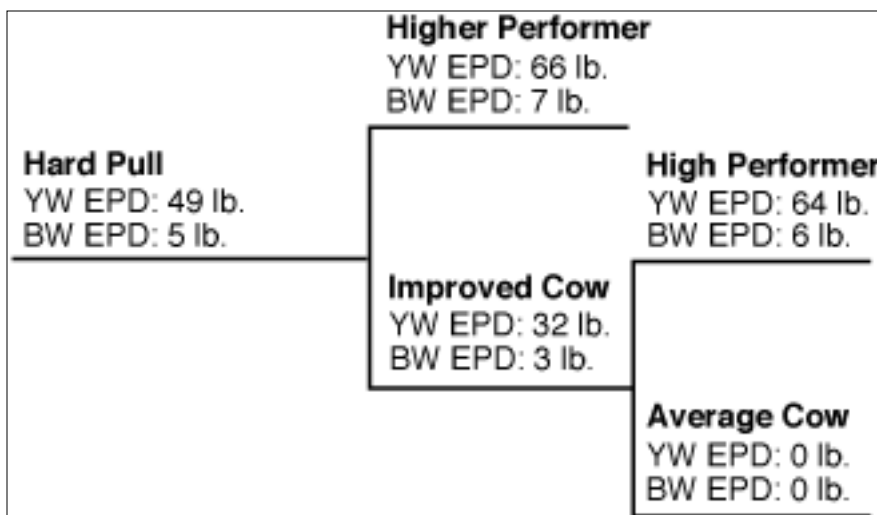 Higher Performer
YW EPD: 66 lb.
BW EPD: 7 lb.
Hard Pull
YW EPD: 49 lb.
BW EPD: 5 lb.
High Performer
YW EPD: 64 lb.
BW EPD: 6 lb.
Improved Cow
YW EPD: 32 lb.
BW EPD: 3 lb.
Average Cow
YW EPD: 0 lb.
BW EPD: 0 lb.